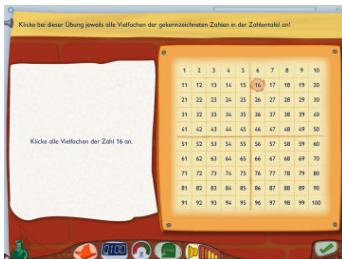 Klicke bei dieser Übung jeweils alle Vielfachen der gekennzeichneten Zahlen in der Zahlentafel an!
Klicke alle Vielfachen der Zahl 16 an.
1 2 3 4 5 6 7 8 9 10
11 12 13 14 15 16 17 18 19 20
21 22 23 24 25 26 27 28 29 30
31 32 33 34 35 36 37 38 39 40
41 42 43 44 45 46 47 48 49 50
51 52 53 54 55 56 57 58 59 60
61 62 63 64 65 66 67 68 69 70
71 72 73 74 75 76 77 78 79 80
81 82 83 84 85 86 87 88 89 90
91 92 93 94 95 96 97 98 99 100